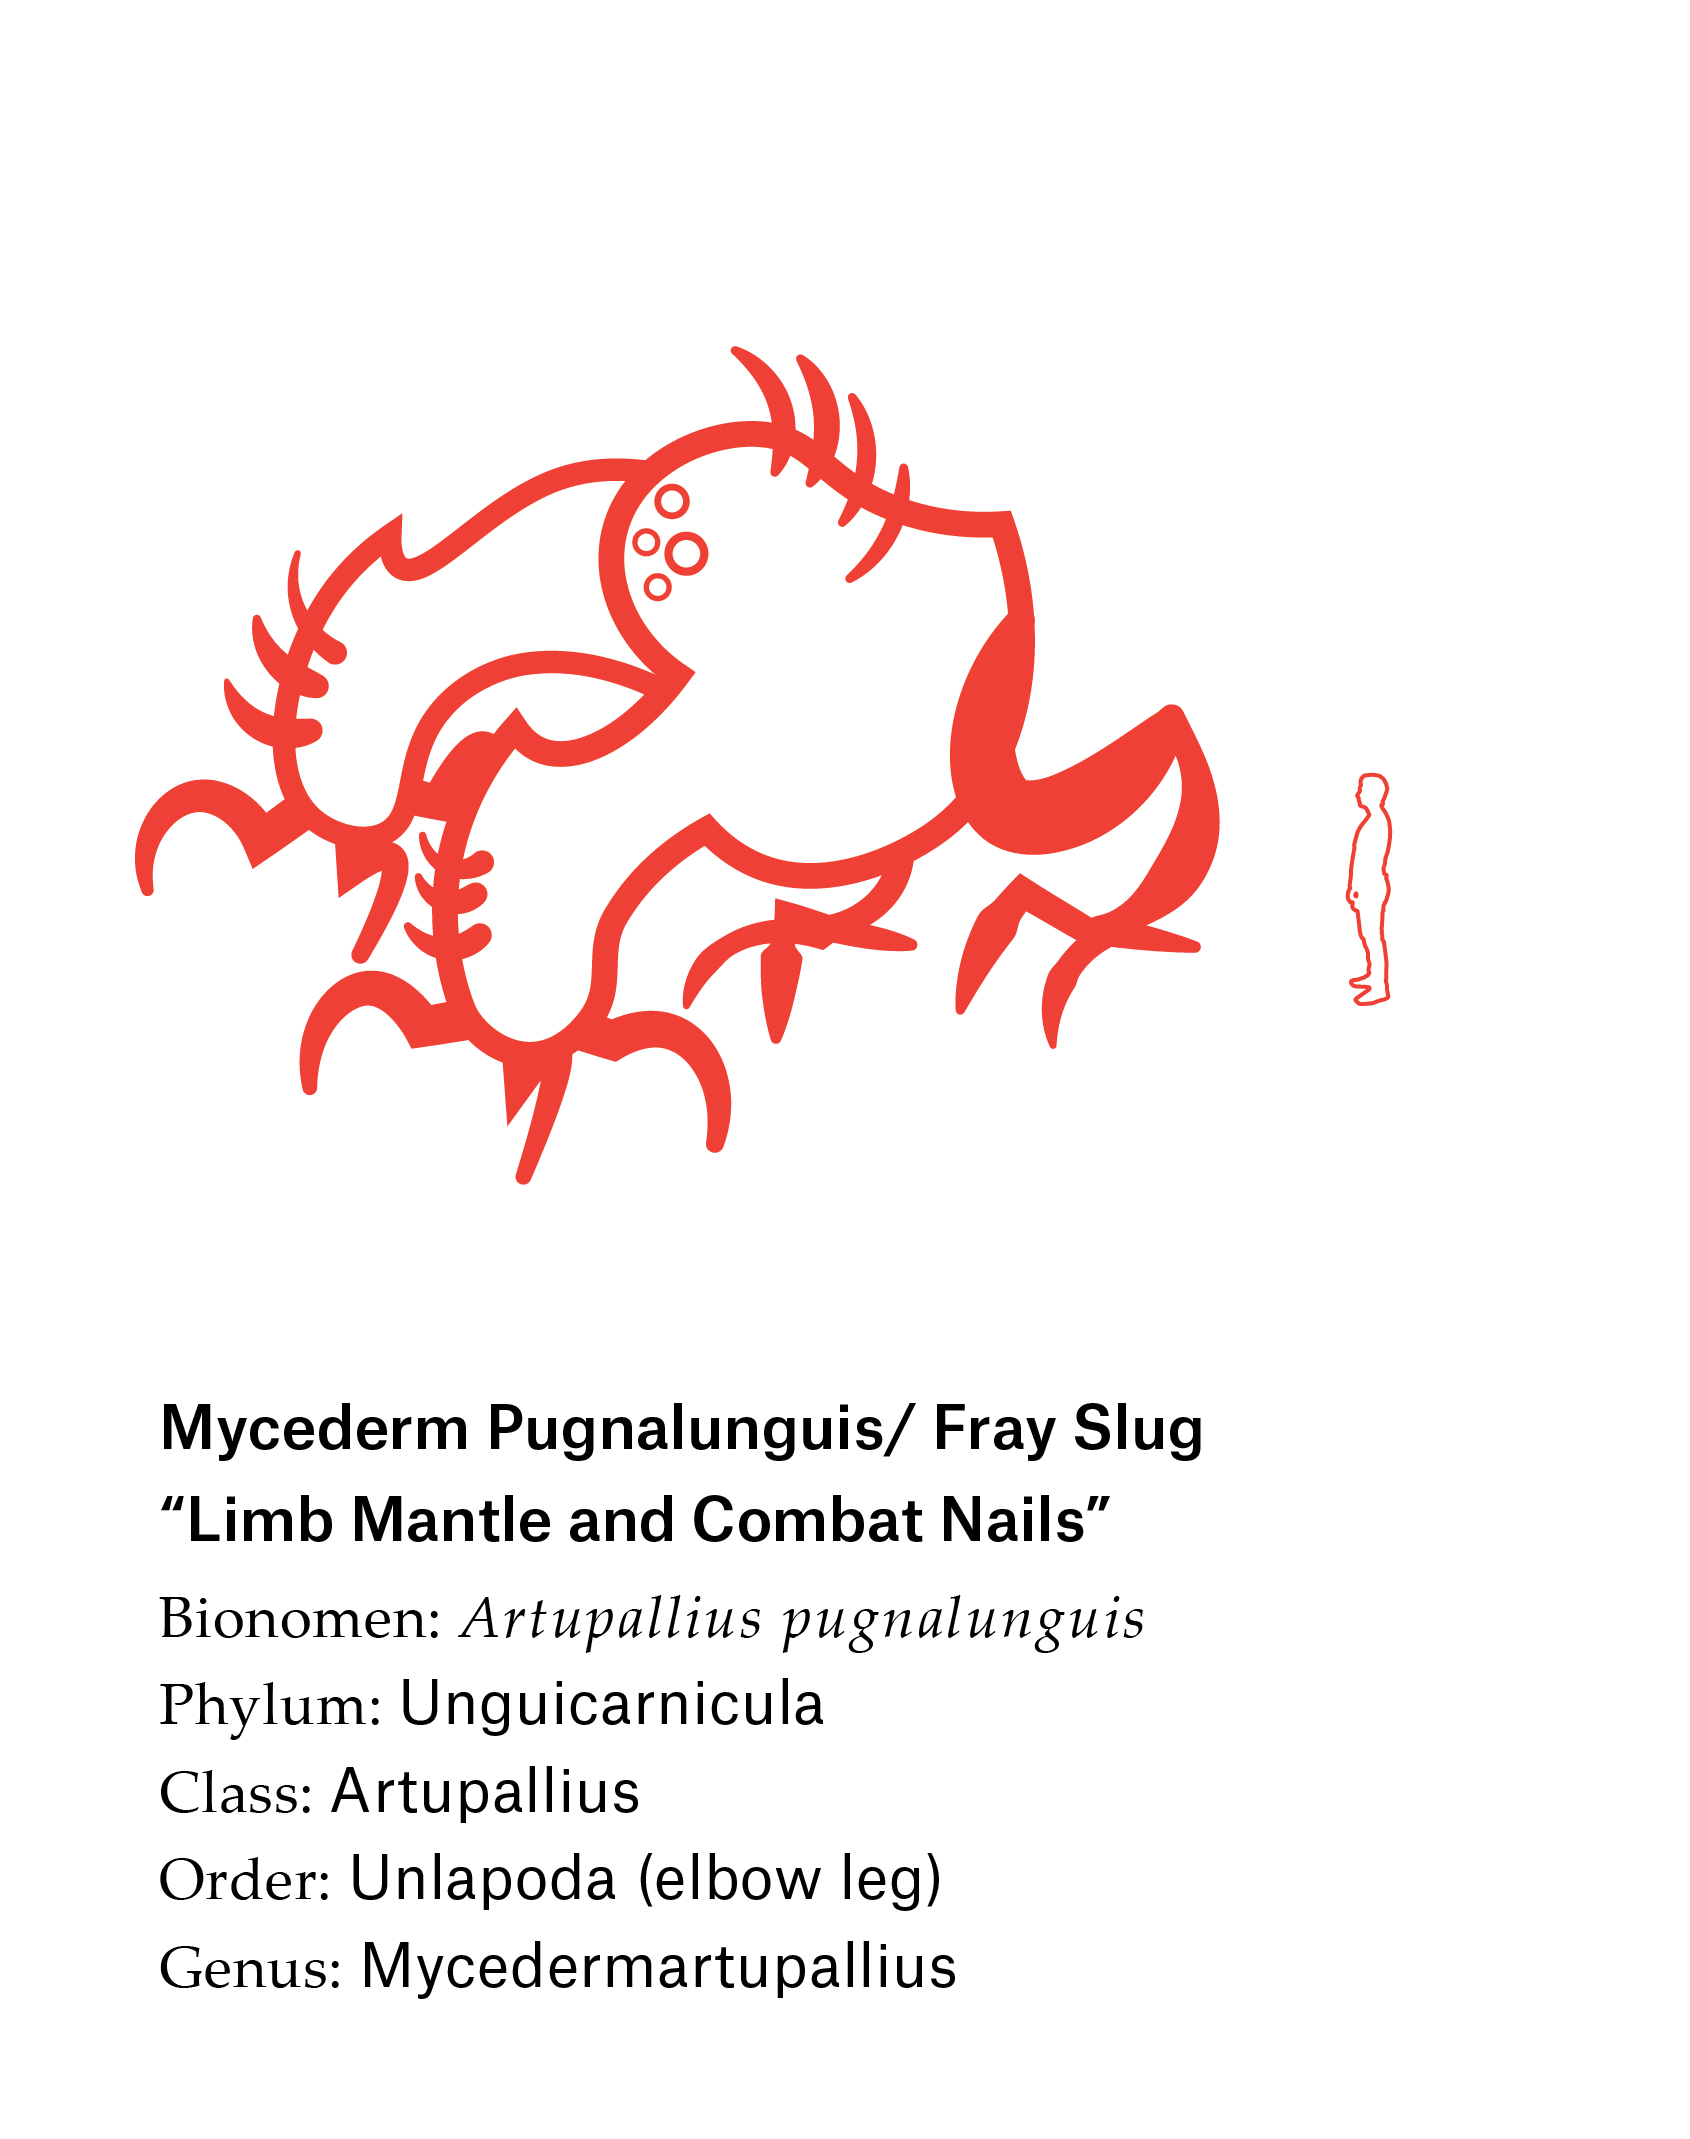 Mycederm Pugnalunguis/ Fray Slug
“Limb Mantle and Combat Nails”
Bionomen: Artupallius pugnalunguis
Phylum: Unguicarnicula
Class: Artupallius
Order: Unlapoda (elbow leg)
Genus: Mycedermartupallius